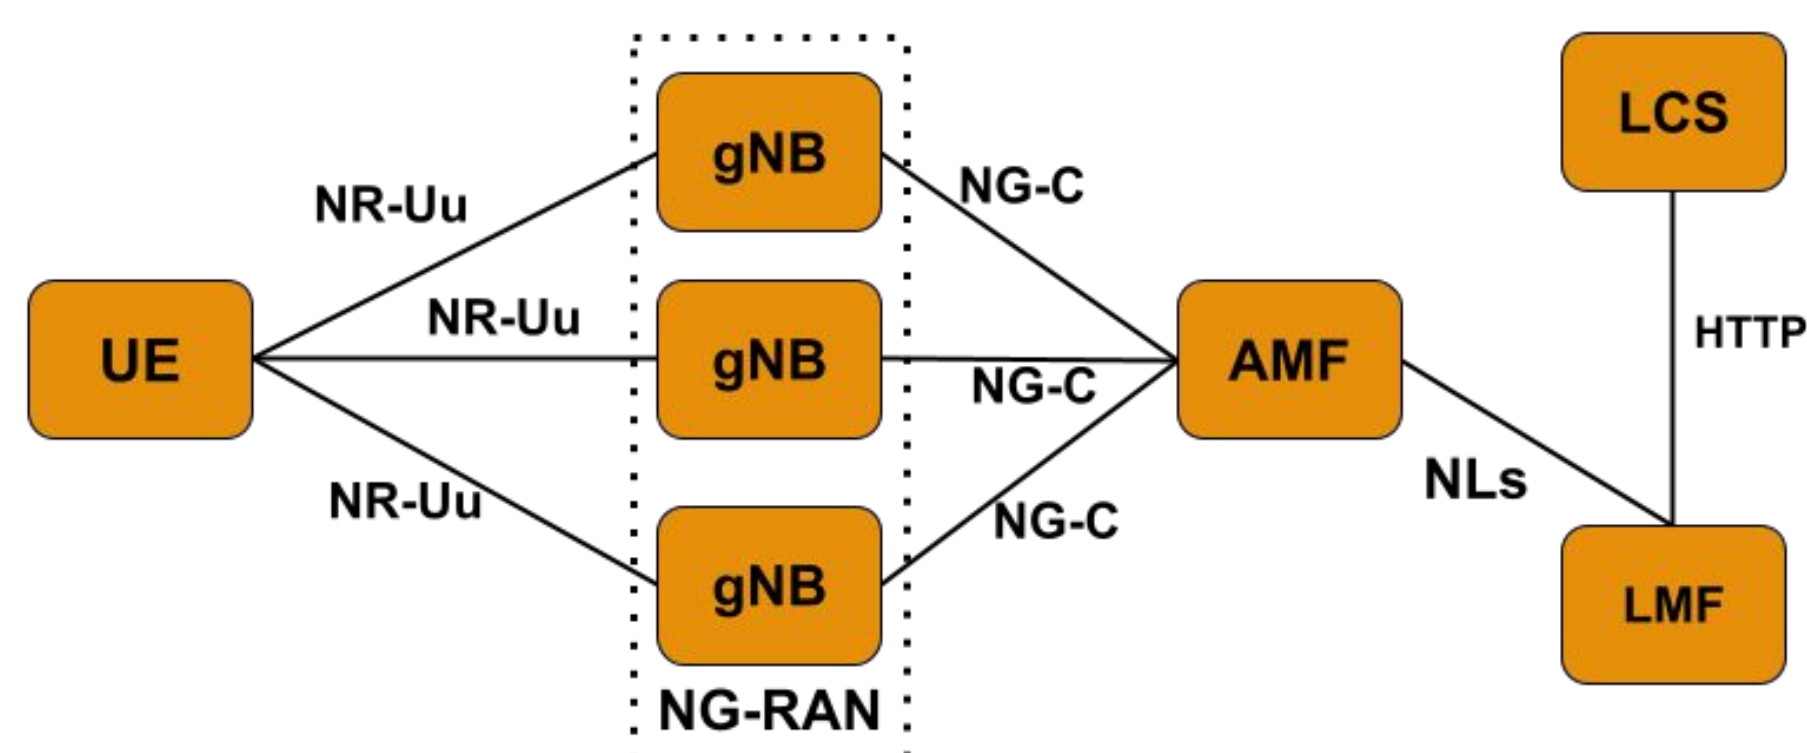 LCS
gNB
NG-C
NR-Uu
NR-Uu
HTTP
UE
gNB
AMF
NG-C
NLs
NR-Uu
NG-C
gNB
LMF
NG-RAN